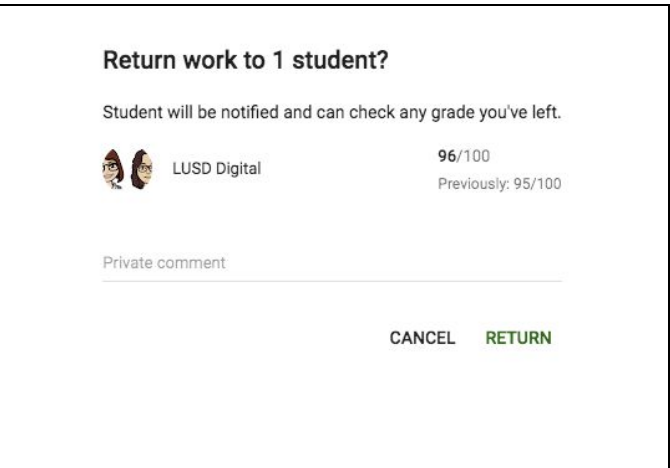 Return work to 1 student?
Student will be notified and can check any grade you've left.
LUSD Digital
96/100
Previously: 95/100
Private comment
CANCEL RETURN